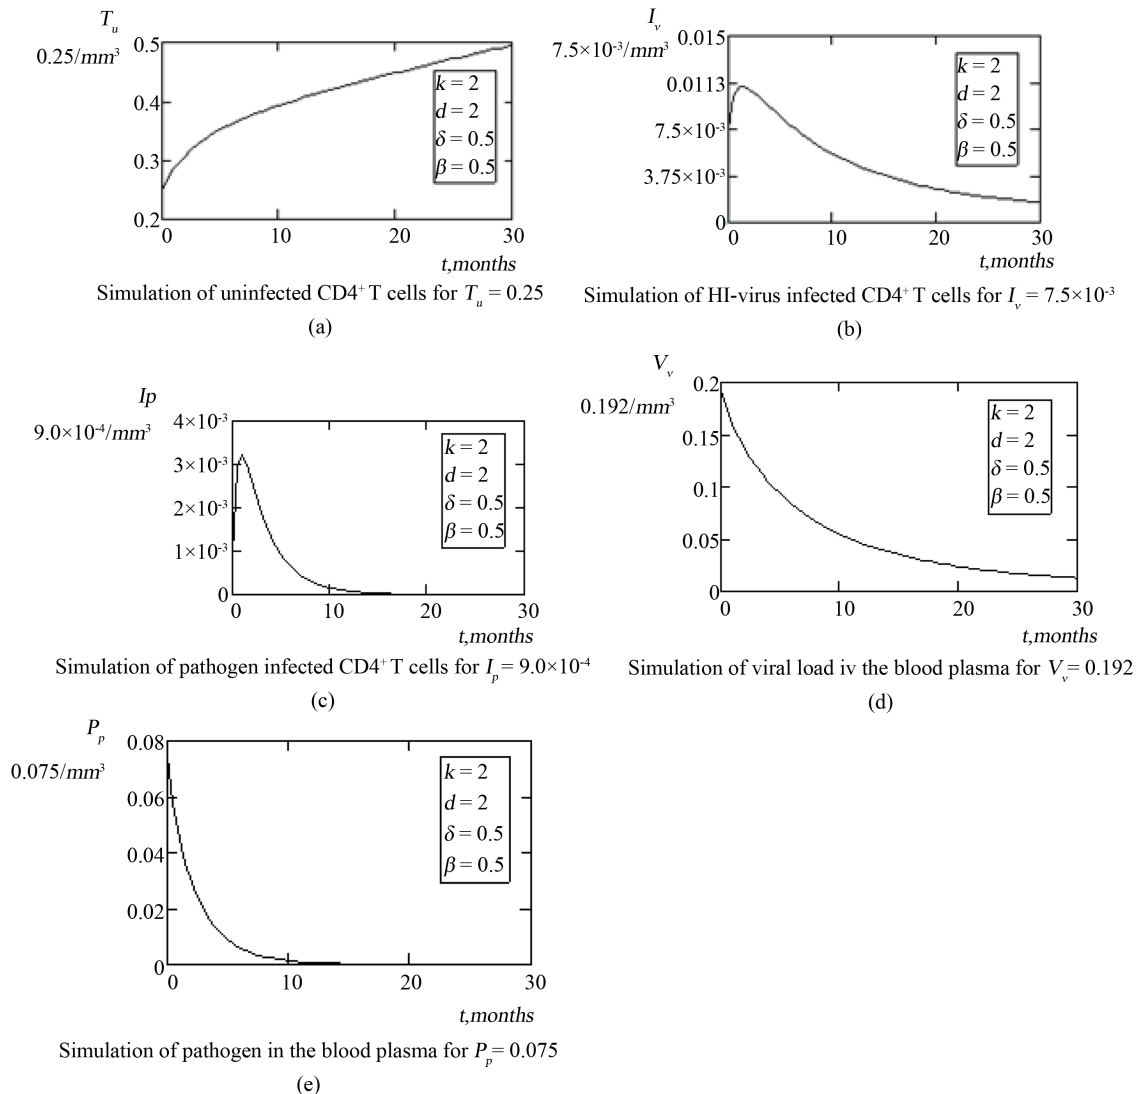 Tᵤ
0.25/mm³
0.5
0.4
0.3
0.2
k = 2
d = 2
δ = 0.5
β = 0.5
0 10 20 30
t,months
Simulation of uninfected CD4⁺ T cells for Tᵤ = 0.25
(a)
Iᵥ
7.5×10⁻³/mm³
0.015
0.0113
7.5×10⁻³
3.75×10⁻³
0
k = 2
d = 2
δ = 0.5
β = 0.5
0 10 20 30
t,months
Simulation of HI-virus infected CD4⁺ T cells for Iᵥ = 7.5×10⁻³
(b)
Ip
9.0×10⁻⁴/mm³
4×10⁻³
3×10⁻³
2×10⁻³
1×10⁻³
0
k = 2
d = 2
δ = 0.5
β = 0.5
0 10 20 30
t,months
Simulation of pathogen infected CD4⁺ T cells for Iₚ = 9.0×10⁻⁴
(c)
Vᵥ
0.192/mm³
0.2
0.15
0.1
0.05
0
k = 2
d = 2
δ = 0.5
β = 0.5
0 10 20 30
t,months
Simulation of viral load iv the blood plasma for Vᵥ= 0.192
(d)
Pₚ
0.075/mm³
0.08
0.06
0.04
0.02
0
k = 2
d = 2
δ = 0.5
β = 0.5
0 10 20 30
t,months
Simulation of pathogen in the blood plasma for Pₚ= 0.075
(e)